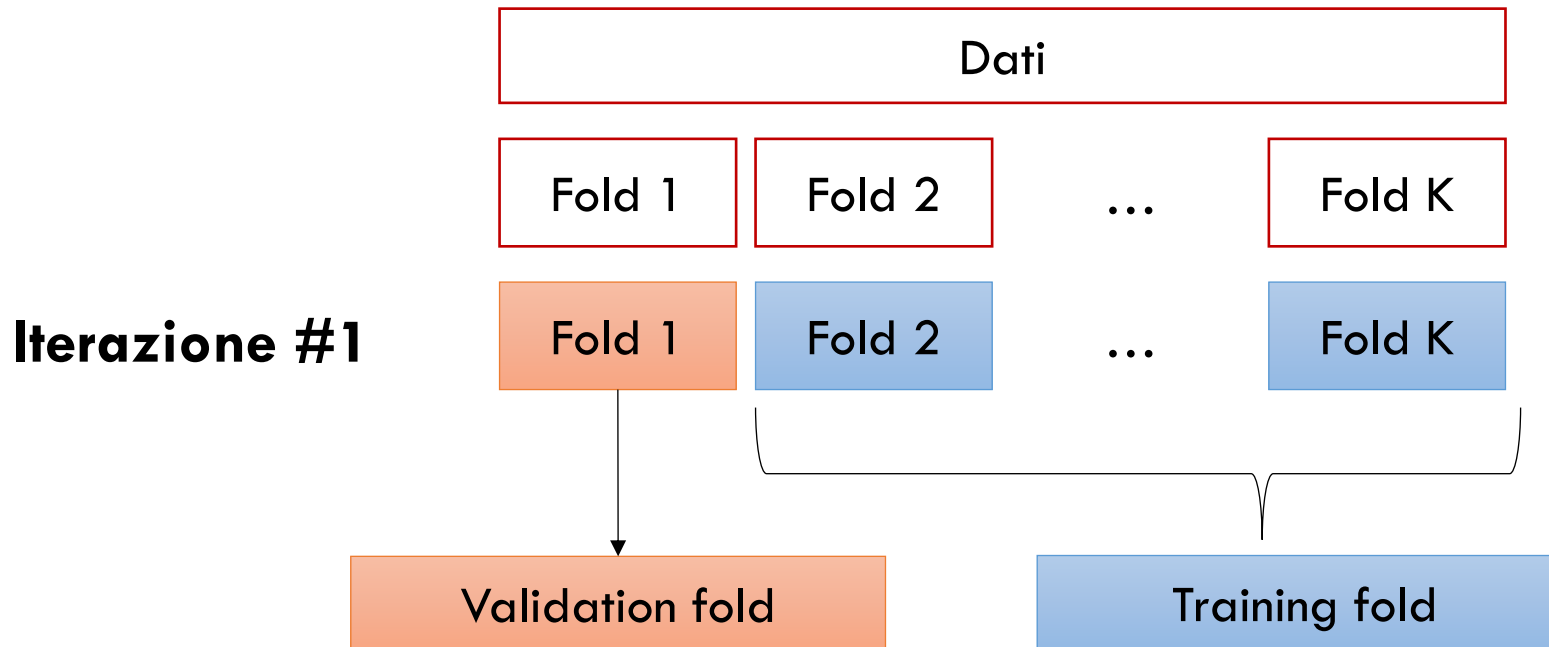 Dati
Fold 1 Fold 2 ... Fold K
Iterazione #1 Fold 1 Fold 2 ... Fold K
Validation fold Training fold